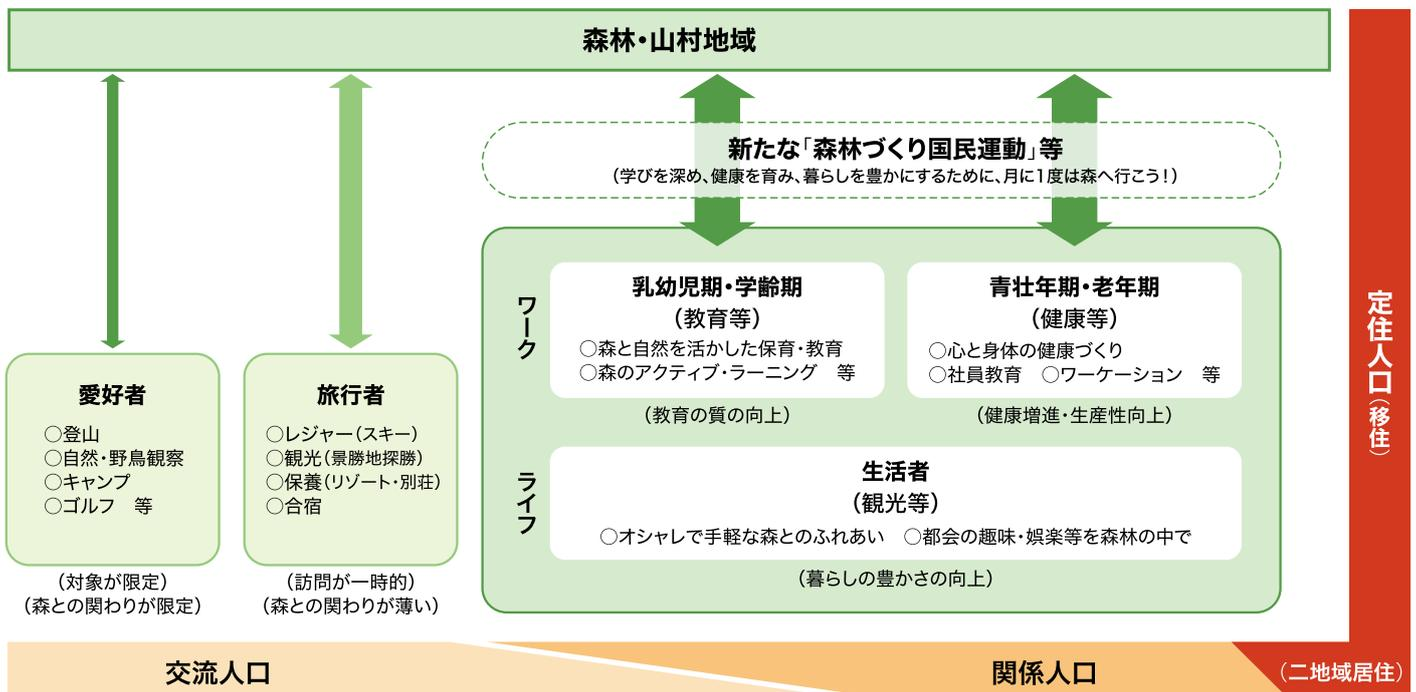 森林・山村地域
新たな「森林づくり国民運動」等
(学びを深め、健康を育み、暮らしを豊かにするために、月に1度は森へ行こう!)
愛好者
○登山
○自然・野鳥観察
○キャンプ
○ゴルフ 等
(対象が限定)
(森との関わりが限定)
旅行者
○レジャー(スキー)
○観光(景勝地探勝)
○保養(リゾート・別荘)
○合宿
(訪問が一時的)
(森との関わりが薄い)
ワーク
乳幼児期・学齢期
(教育等)
○森と自然を活かした保育・教育
○森のアクティブ・ラーニング 等
(教育の質の向上)
青壮年期・老年期
(健康等)
○心と身体の健康づくり
○社員教育 ○ワーケーション 等
(健康増進・生産性向上)
ライフ
生活者
(観光等)
○オシャレで手軽な森とのふれあい ○都会の趣味・娯楽等を森林の中で
(暮らしの豊かさの向上)
定住人口(移住)
交流人口
関係人口
(二地域居住)